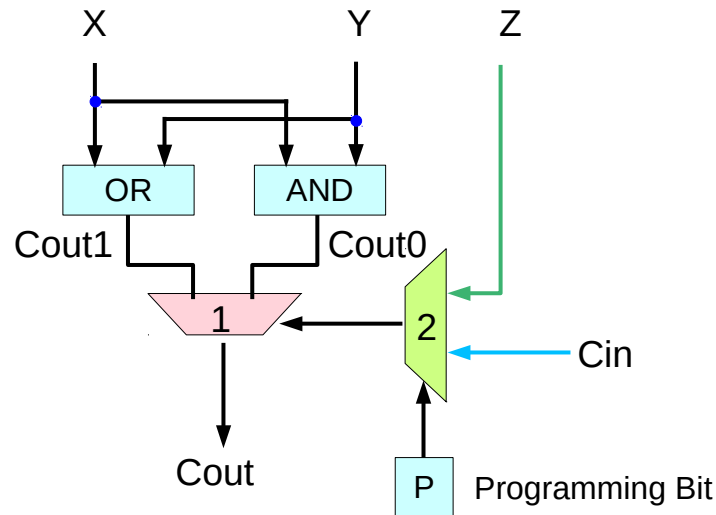 X Y Z
OR AND
Cout1 Cout0
1 2
Cin
Cout
P Programming Bit